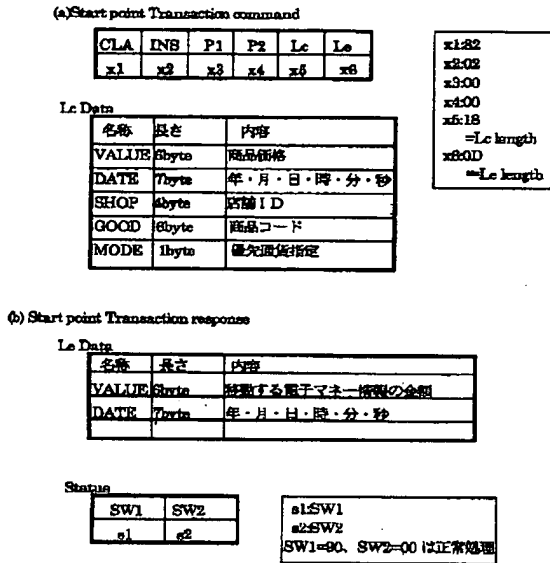 (a)Start point Transaction command
CLA INS P1 P2 Lc Le
x1 x2 x3 x4 x5 x6
x1:82
x2:02
x3:00
x4:00
x5:18
=Lc length
x6:0D
=Le length
Lc Data
名称 長さ 内容
VALUE 6byte 商品価格
DATE 7byte 年・月・日・時・分・秒
SHOP 4byte 店舗ID
GOOD 6byte 商品コード
MODE 1byte 優先通貨指定
(b) Start point Transaction response
Le Data
名称 長さ 内容
VALUE 6byte 移動する電子マネー情報の金額
DATE 7byte 年・月・日・時・分・秒
Status
SW1 SW2
s1 s2
s1:SW1
s2:SW2
SW1=90、SW2=00 は正常処理